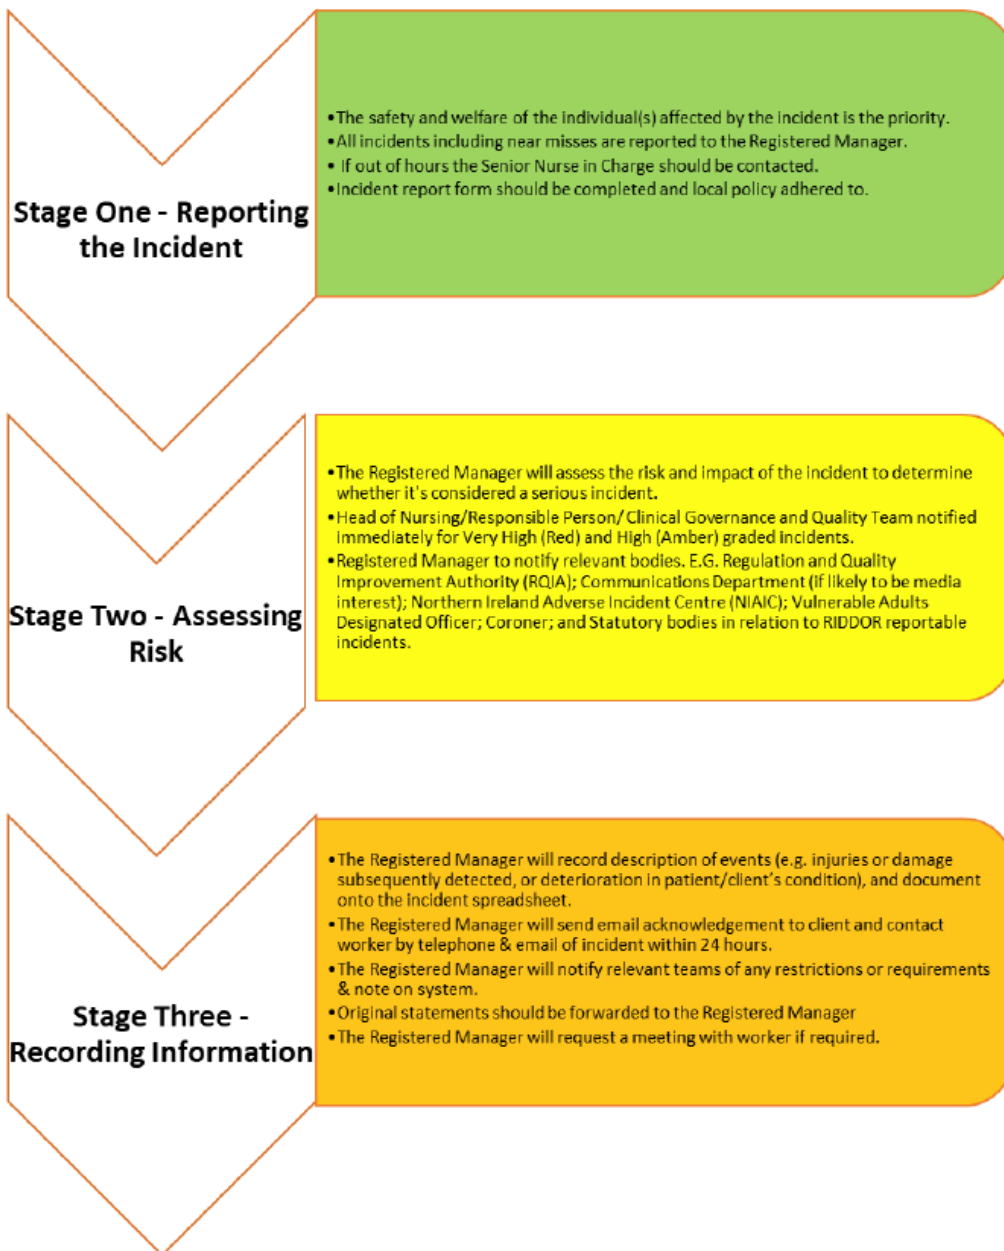 •The safety and welfare of the individual(s) affected by the incident is the priority.
•All incidents including near misses are reported to the Registered Manager.
• If out of hours the Senior Nurse in Charge should be contacted.
•Incident report form should be completed and local policy adhered to.
Stage One - Reporting
the Incident
•The Registered Manager will assess the risk and impact of the incident to determine
whether it's considered a serious incident.
•Head of Nursing/Responsible Person/ Clinical Governance and Quality Team notified
immediately for Very High (Red) and High (Amber) graded incidents.
•Registered Manager to notify relevant bodies. E.G. Regulation and Quality
Improvement Authority (RQIA); Communications Department (if likely to be media
interest); Northern Ireland Adverse Incident Centre (NIAIC); Vulnerable Adults
Designated Officer; Coroner; and Statutory bodies in relation to RIDDOR reportable
incidents.
Stage Two - Assessing
Risk
•The Registered Manager will record description of events (e.g. injuries or damage
subsequently detected, or deterioration in patient/client's condition), and document
onto the incident spreadsheet.
•The Registered Manager will send email acknowledgement to client and contact
worker by telephone & email of incident within 24 hours.
•The Registered Manager will notify relevant teams of any restrictions or requirements
& note on system.
•Original statements should be forwarded to the Registered Manager
•The Registered Manager will request a meeting with worker if required.
Stage Three -
Recording Information